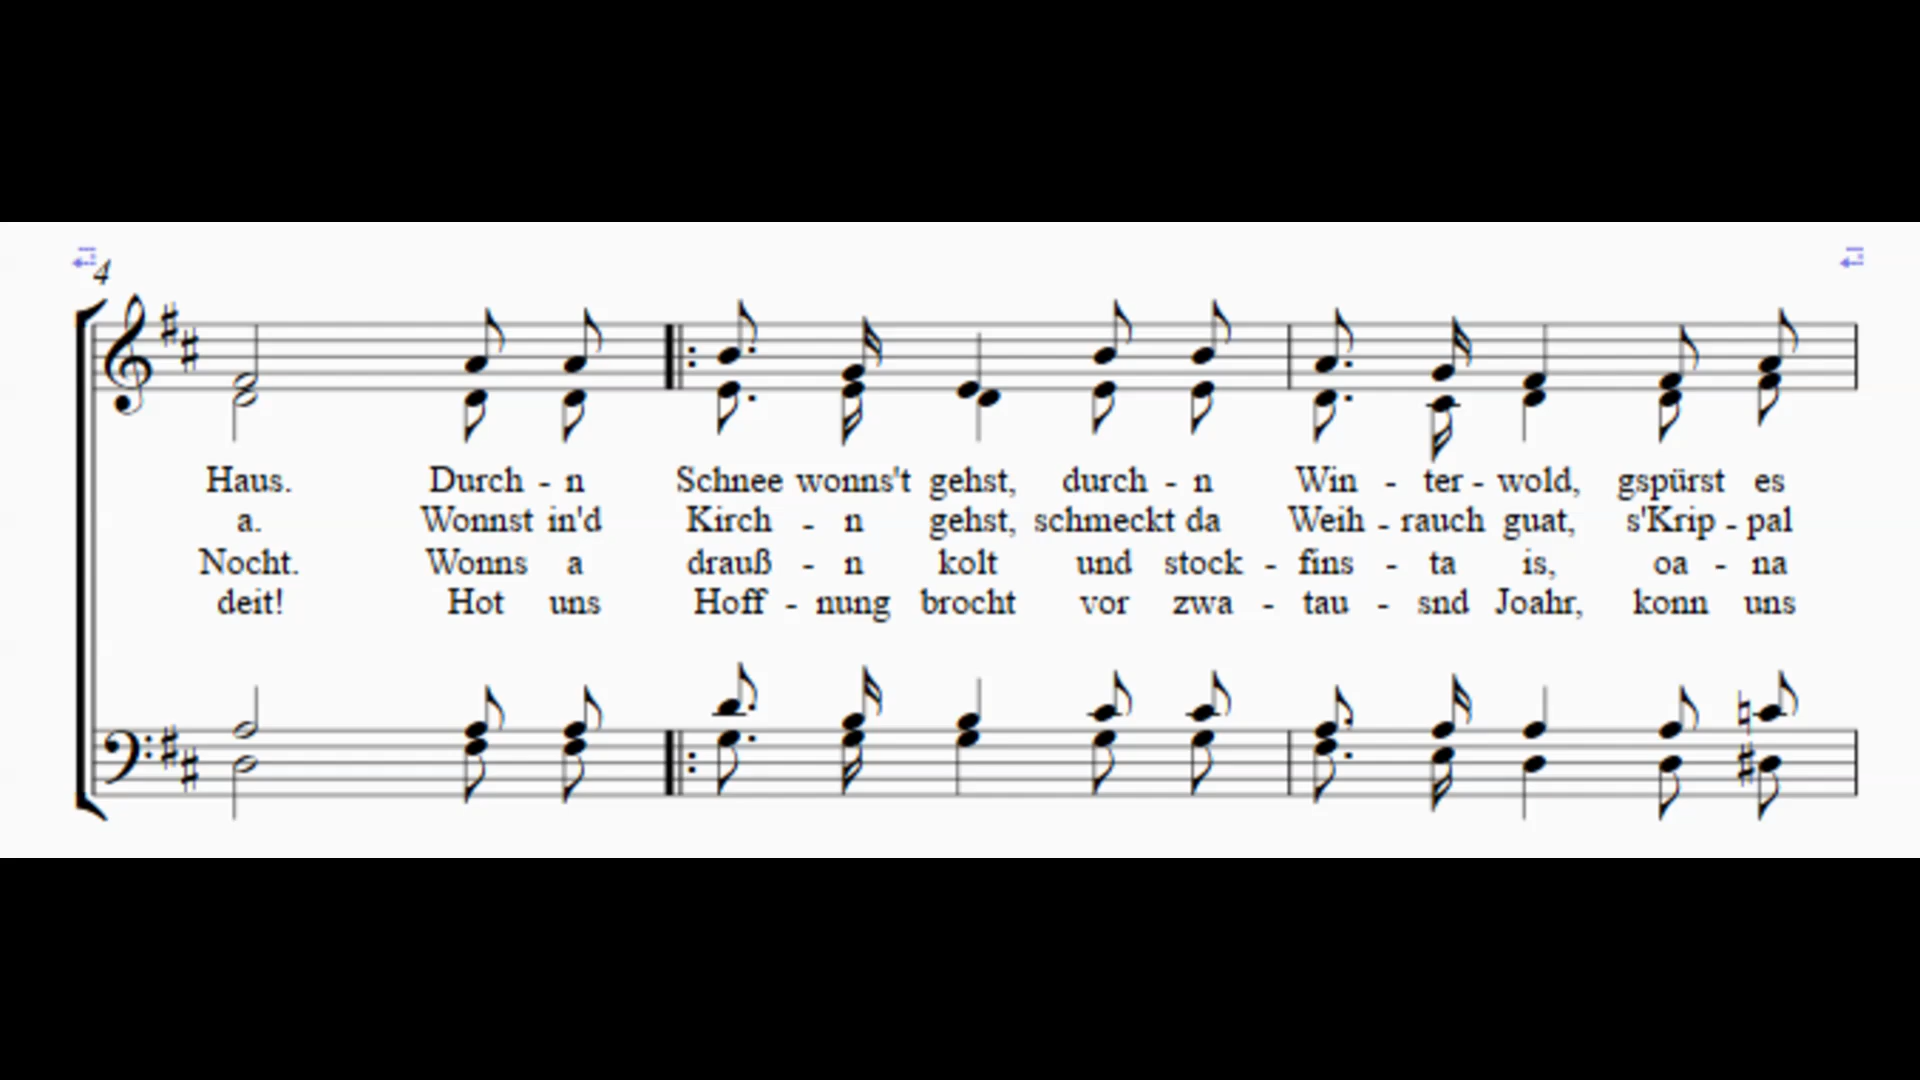 4
Haus. Durch - n Schnee wonns't gehst, durch - n Win - ter - wold, gspürst es
a. Wonnst in'd Kirch - n gehst, schmeckt da Weih - rauch guat, s'Krip - pal
Nocht. Wonns a drauß - n kolt und stock - fins - ta is, oa - na
deit! Hot uns Hoff - nung brocht vor zwa - tau - snd Joahr, konn uns